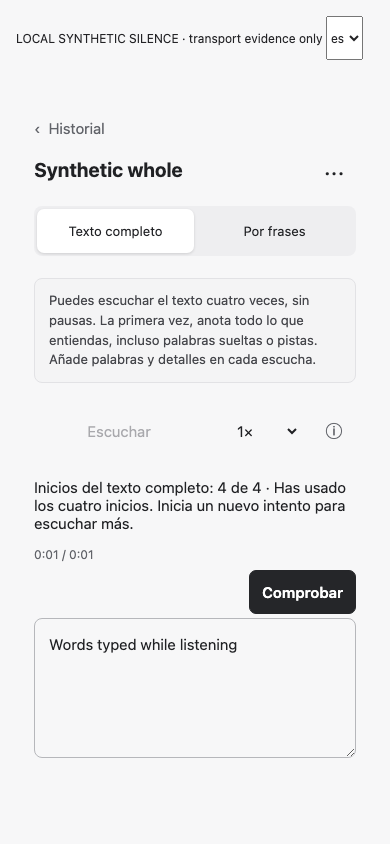 LOCAL SYNTHETIC SILENCE · transport evidence only es
‹ Historial
Synthetic whole ...
Texto completo Por frases
Puedes escuchar el texto cuatro veces, sin
pausas. La primera vez, anota todo lo que
entiendas, incluso palabras sueltas o pistas.
Añade palabras y detalles en cada escucha.
Escuchar 1× ⓘ
Inicios del texto completo: 4 de 4 · Has usado
los cuatro inicios. Inicia un nuevo intento para
escuchar más.
0:01 / 0:01
Comprobar
Words typed while listening